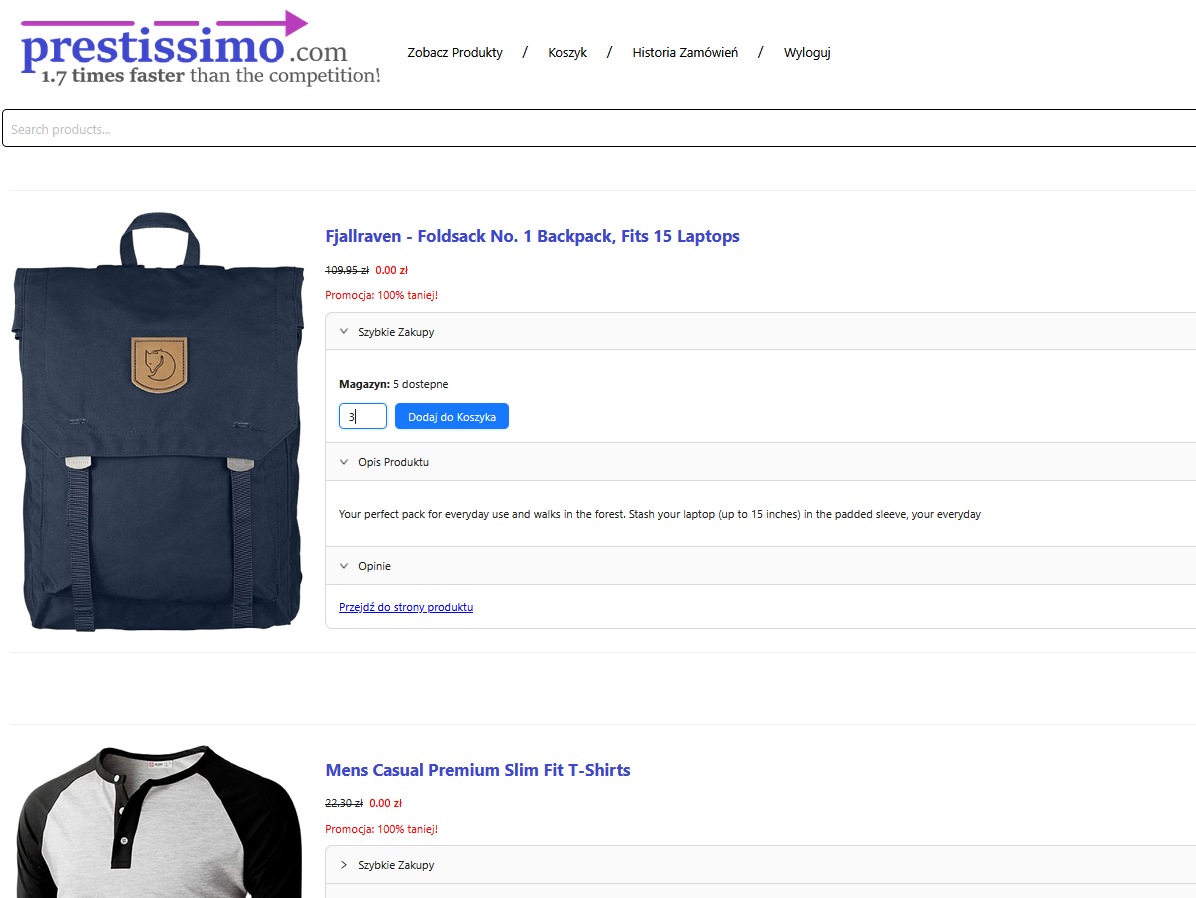 prestissimo.com
1.7 times faster than the competition!
Zobacz Produkty / Koszyk / Historia Zamówień / Wyloguj
Search products...
Fjallraven - Foldsack No. 1 Backpack, Fits 15 Laptops
109.95 zł 0.00 zł
Promocja: 100% taniej!
Szybkie Zakupy
Magazyn: 5 dostepne
3 Dodaj do Koszyka
Opis Produktu
Your perfect pack for everyday use and walks in the forest. Stash your laptop (up to 15 inches) in the padded sleeve, your everyday
Opinie
Przejdź do strony produktu
Mens Casual Premium Slim Fit T-Shirts
22.30 zł 0.00 zł
Promocja: 100% taniej!
Szybkie Zakupy